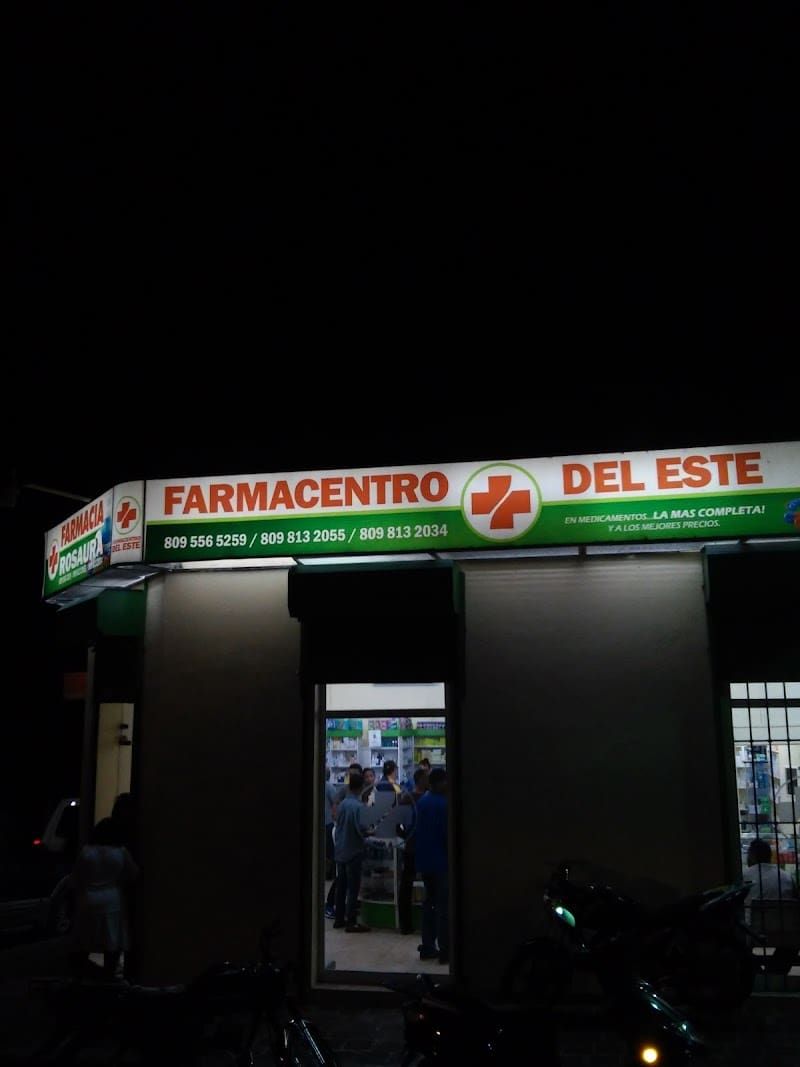 FARMACIA
ROSAURA
FARMACENTRO
DEL ESTE
FARMACENTRO DEL ESTE
809 556 5259 / 809 813 2055 / 809 813 2034
EN MEDICAMENTOS...LA MAS COMPLETA!
Y A LOS MEJORES PRECIOS.